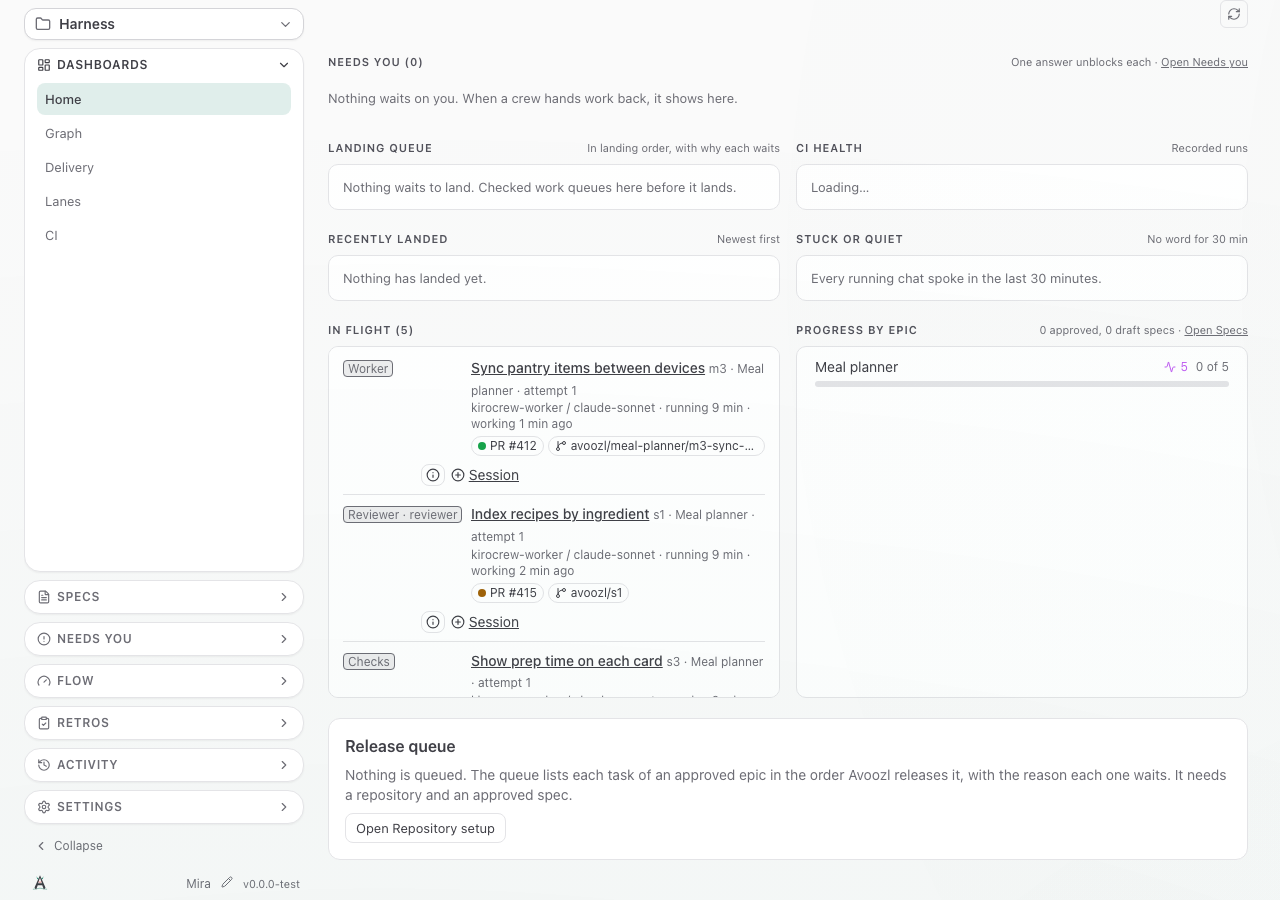 Harness
DASHBOARDS
Home
Graph
Delivery
Lanes
CI
SPECS
NEEDS YOU
FLOW
RETROS
ACTIVITY
SETTINGS
Collapse
Mira v0.0.0-test
NEEDS YOU (0)
One answer unblocks each · Open Needs you
Nothing waits on you. When a crew hands work back, it shows here.
LANDING QUEUE
In landing order, with why each waits
Nothing waits to land. Checked work queues here before it lands.
CI HEALTH
Recorded runs
Loading…
RECENTLY LANDED
Newest first
Nothing has landed yet.
STUCK OR QUIET
No word for 30 min
Every running chat spoke in the last 30 minutes.
IN FLIGHT (5)
Worker
Sync pantry items between devices m3 · Meal
planner · attempt 1
kirocrew-worker / claude-sonnet · running 9 min ·
working 1 min ago
PR #412 avoozl/meal-planner/m3-sync-...
Session
Reviewer · reviewer
Index recipes by ingredient s1 · Meal planner ·
attempt 1
kirocrew-worker / claude-sonnet · running 9 min ·
working 2 min ago
PR #415 avoozl/s1
Session
Checks
Show prep time on each card s3 · Meal planner
· attempt 1
PROGRESS BY EPIC
0 approved, 0 draft specs · Open Specs
Meal planner
5 0 of 5
Release queue
Nothing is queued. The queue lists each task of an approved epic in the order Avoozl releases it, with the reason each one waits. It needs
a repository and an approved spec.
Open Repository setup